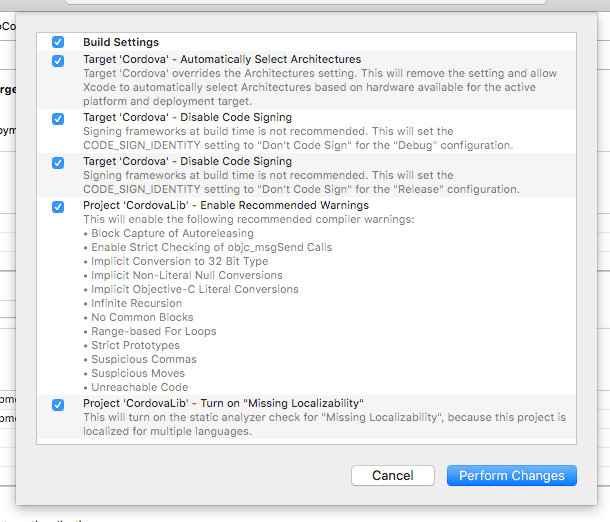 Build Settings
Target 'Cordova' - Automatically Select Architectures
Target 'Cordova' overrides the Architectures setting. This will remove the setting and allow
Xcode to automatically select Architectures based on hardware available for the active
platform and deployment target.
Target 'Cordova' - Disable Code Signing
Signing frameworks at build time is not recommended. This will set the
CODE_SIGN_IDENTITY setting to "Don't Code Sign" for the "Debug" configuration.
Target 'Cordova' - Disable Code Signing
Signing frameworks at build time is not recommended. This will set the
CODE_SIGN_IDENTITY setting to "Don't Code Sign" for the "Release" configuration.
Project 'CordovaLib' - Enable Recommended Warnings
This will enable the following recommended compiler warnings:
• Block Capture of Autoreleasing
• Enable Strict Checking of objc_msgSend Calls
• Implicit Conversion to 32 Bit Type
• Implicit Non-Literal Null Conversions
• Implicit Objective-C Literal Conversions
• Infinite Recursion
• No Common Blocks
• Range-based For Loops
• Strict Prototypes
• Suspicious Commas
• Suspicious Moves
• Unreachable Code
Project 'CordovaLib' - Turn on "Missing Localizability"
This will turn on the static analyzer check for "Missing Localizability", because this project is
localized for multiple languages.
Cancel
Perform Changes